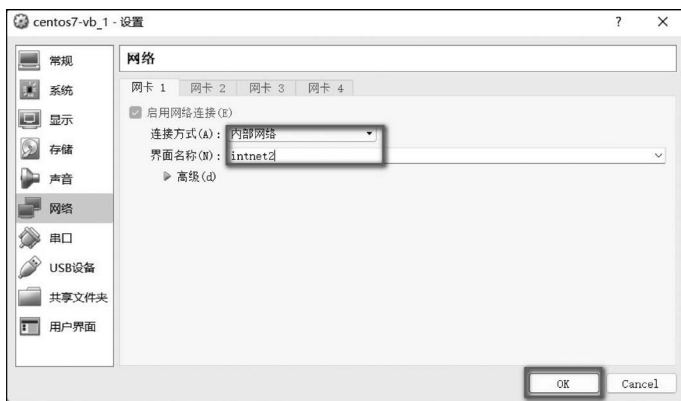 centos7-vb_1 - 设置
?
×
常规
系统
显示
存储
声音
网络
串口
USB设备
共享文件夹
用户界面
网络
网卡 1
网卡 2
网卡 3
网卡 4
启用网络连接(E)
连接方式(A): 内部网络
界面名称(N): intnet2
高级(d)
OK
Cancel